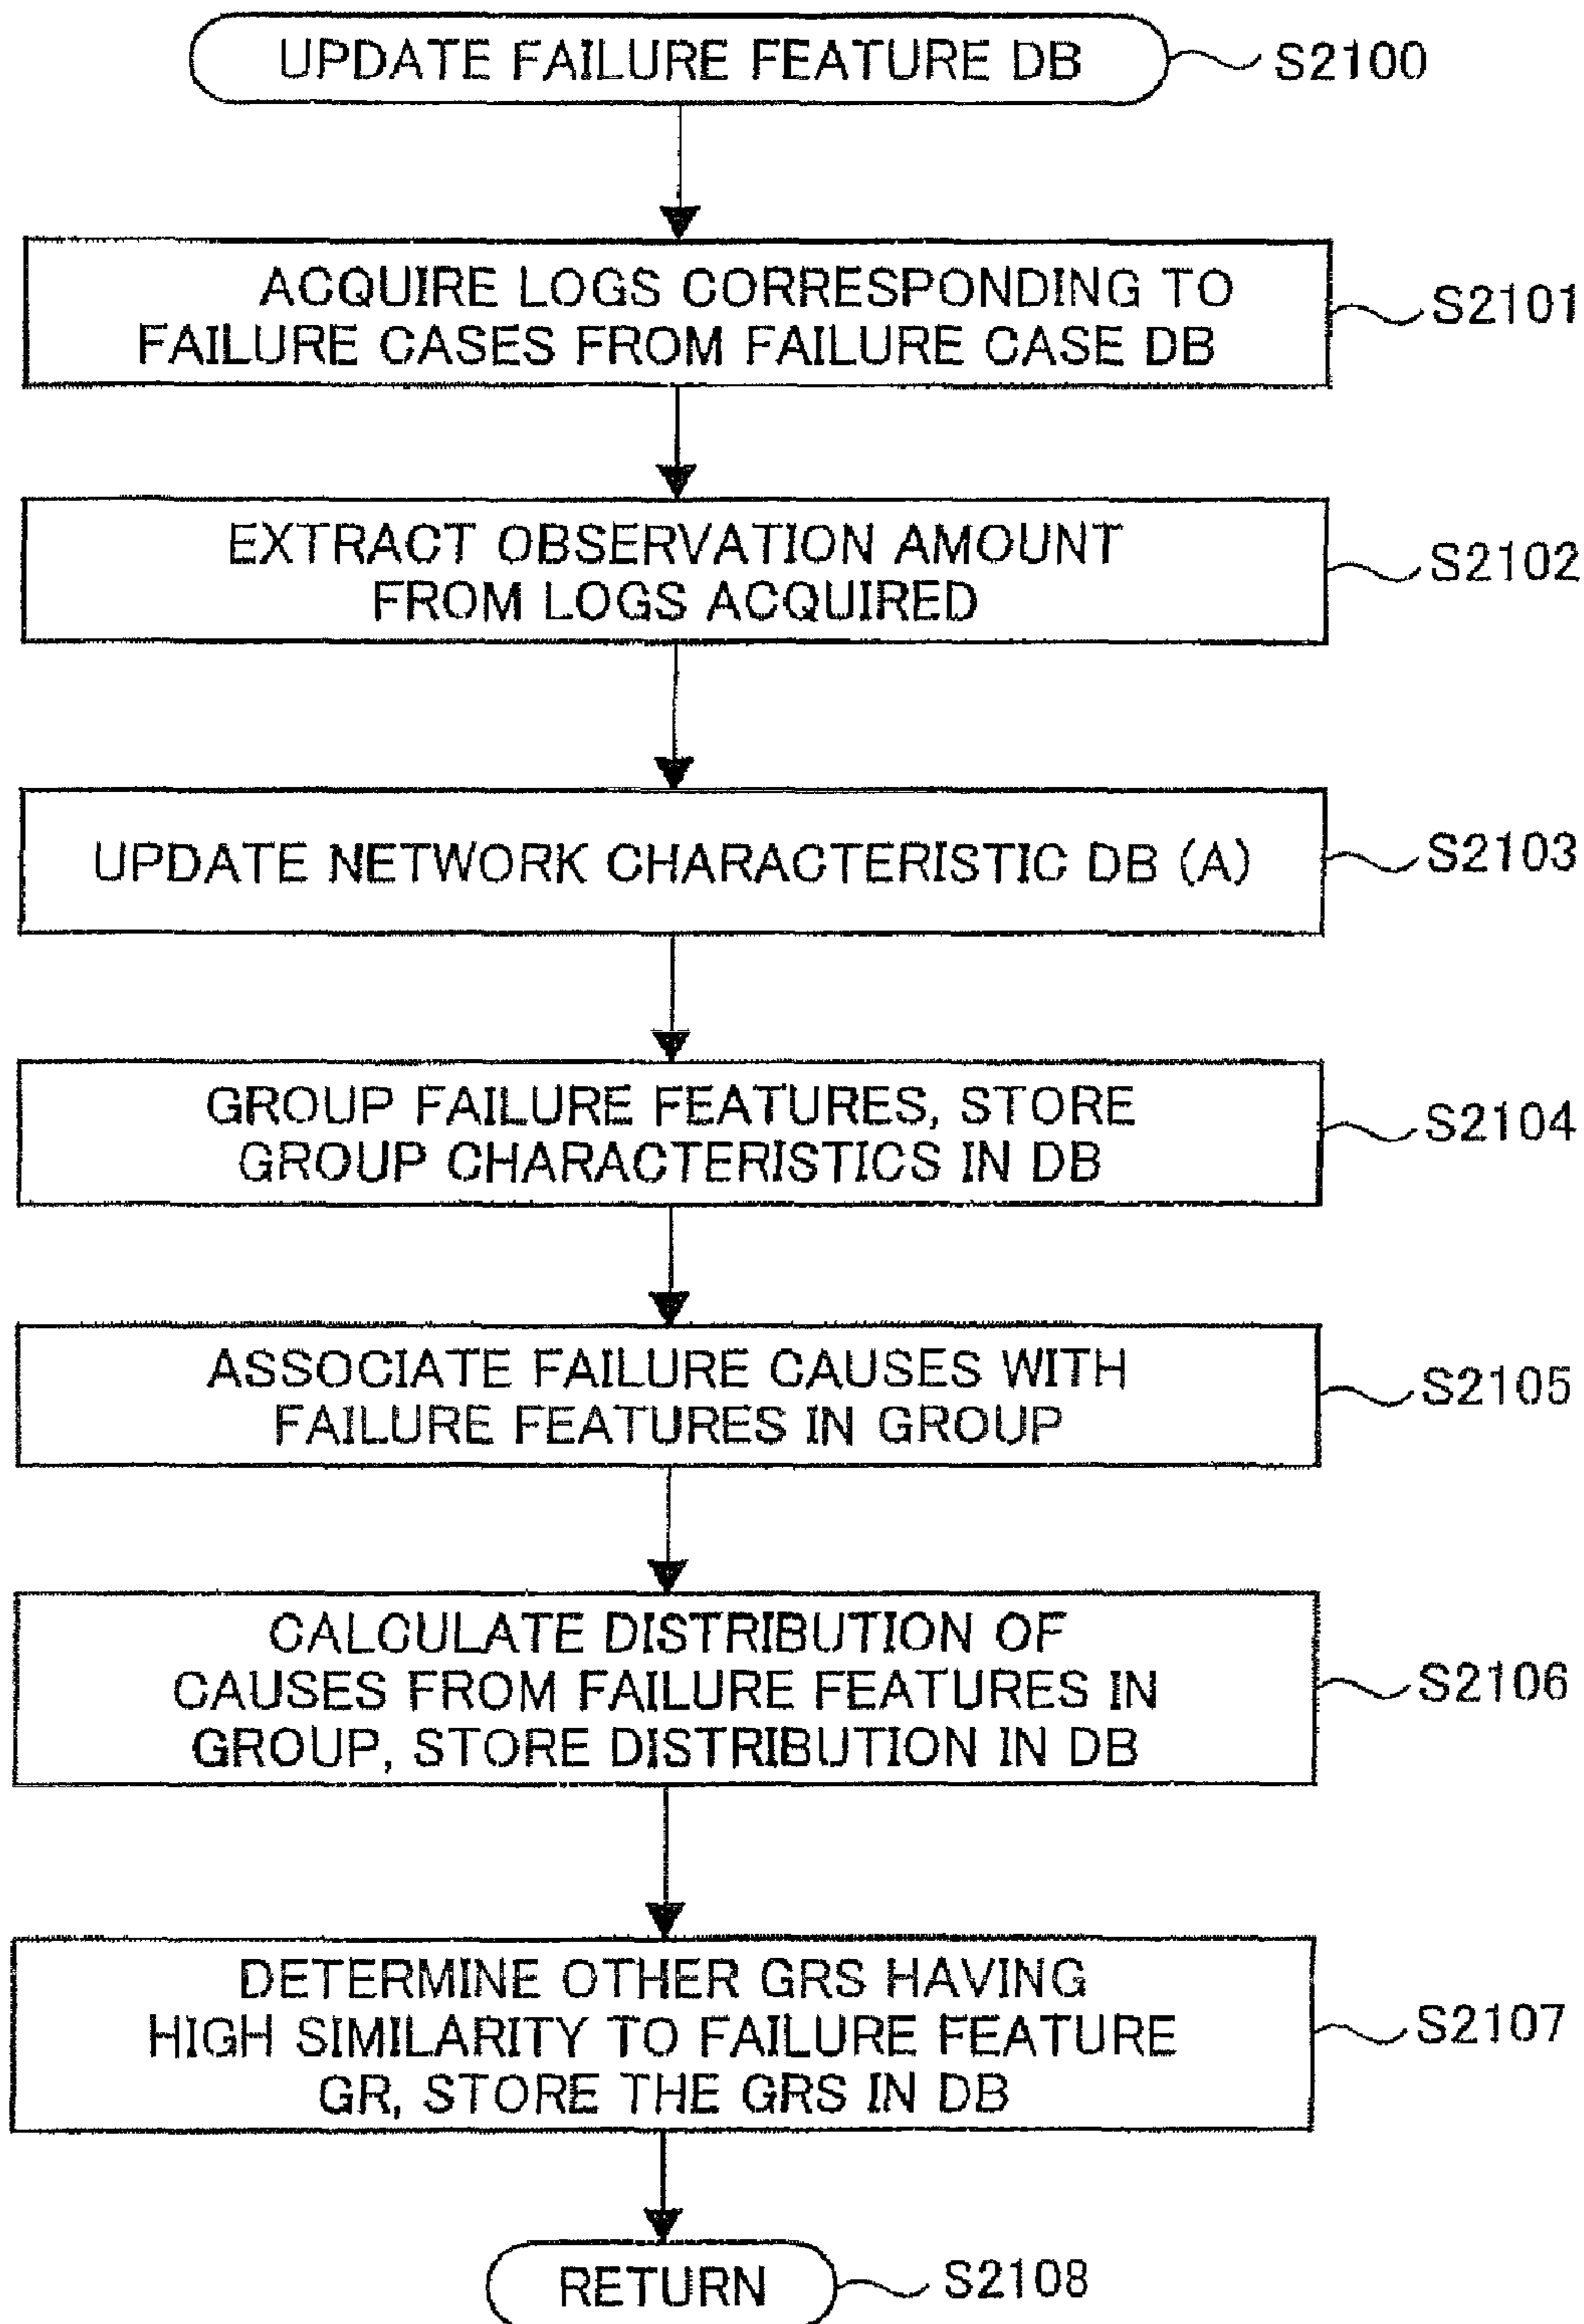 UPDATE FAILURE FEATURE DB
S2100
ACQUIRE LOGS CORRESPONDING TO
FAILURE CASES FROM FAILURE CASE DB
S2101
EXTRACT OBSERVATION AMOUNT
FROM LOGS ACQUIRED
S2102
UPDATE NETWORK CHARACTERISTIC DB (A)
S2103
GROUP FAILURE FEATURES, STORE
GROUP CHARACTERISTICS IN DB
S2104
ASSOCIATE FAILURE CAUSES WITH
FAILURE FEATURES IN GROUP
S2105
CALCULATE DISTRIBUTION OF
CAUSES FROM FAILURE FEATURES IN
GROUP, STORE DISTRIBUTION IN DB
S2106
DETERMINE OTHER GRS HAVING
HIGH SIMILARITY TO FAILURE FEATURE
GR, STORE THE GRS IN DB
S2107
RETURN
S2108